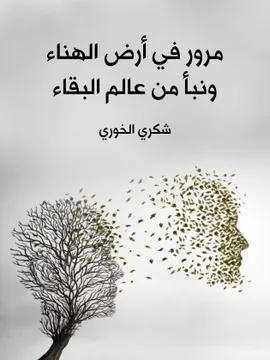 مرور في أرض الهناء
ونبأ من عالم البقاء
شكري الخوري